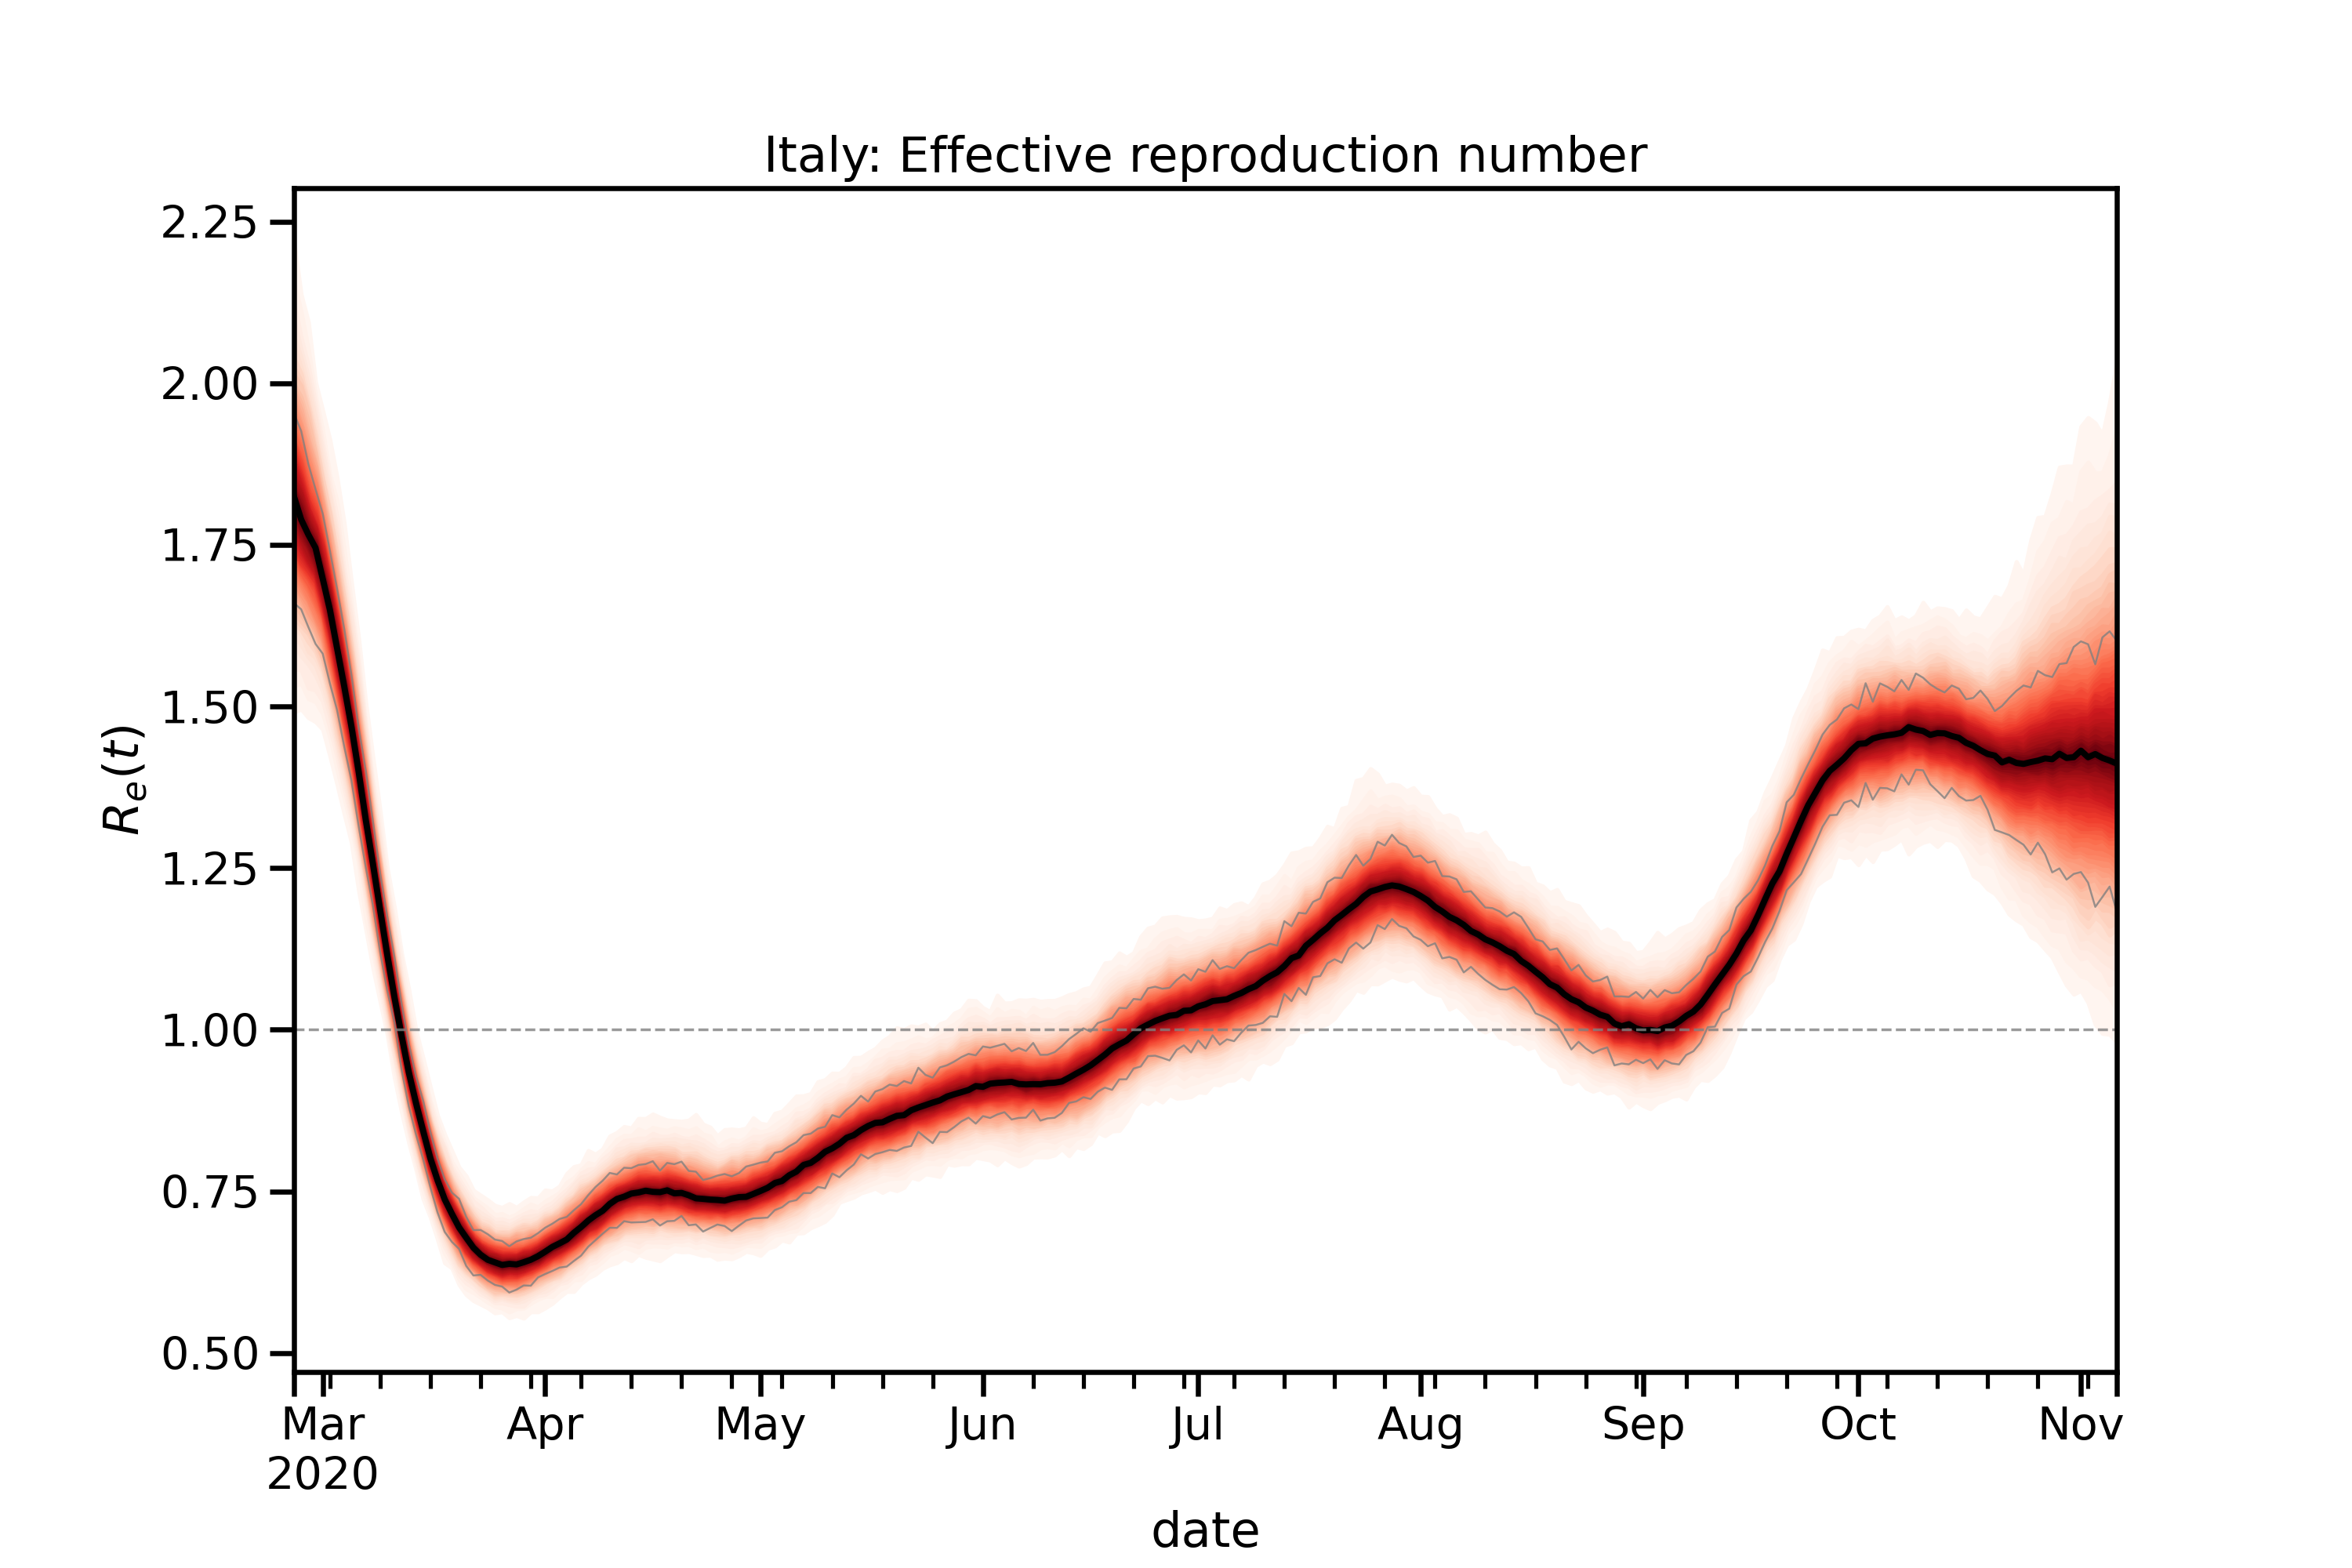 Italy: Effective reproduction number
2.25
2.00
1.75
1.50
1.25
1.00
0.75
0.50
Rₑ(t)
Mar Apr May Jun Jul Aug Sep Oct Nov
2020
date